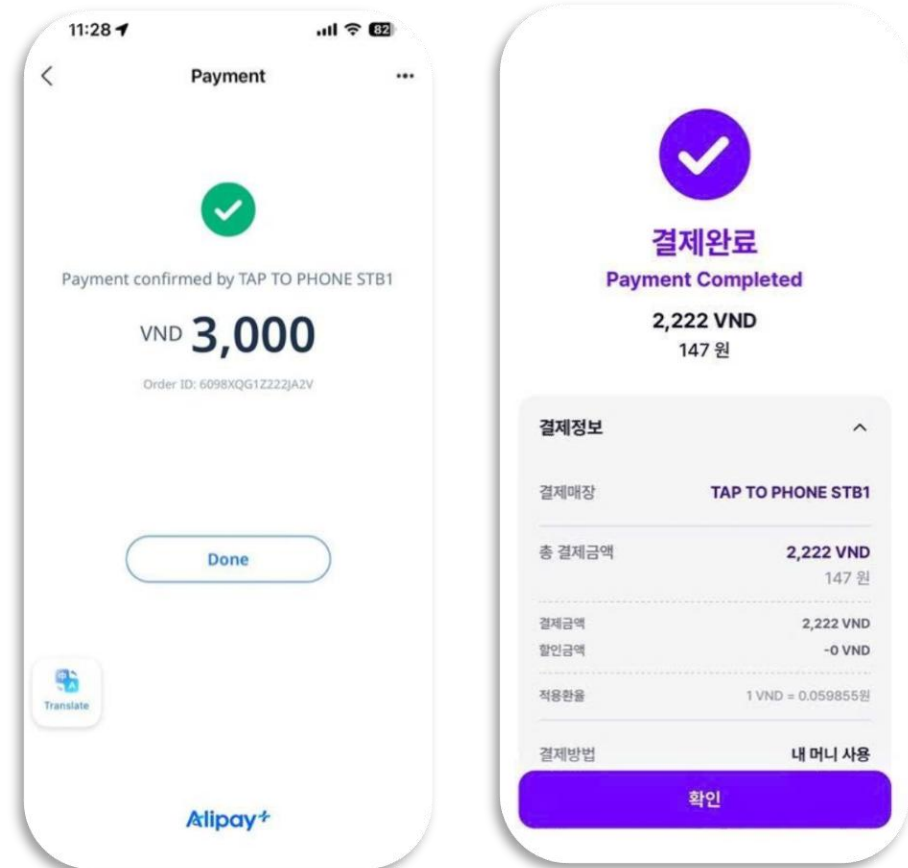 11:28
82
Payment
Payment confirmed by TAP TO PHONE STB1
VND 3,000
Order ID: 6098XQG1Z222JA2V
Done
Translate
Alipay+
결제완료
Payment Completed
2,222 VND
147 원
결제정보
결제매장 TAP TO PHONE STB1
총 결제금액 2,222 VND
147 원
결제금액 2,222 VND
할인금액 -0 VND
적용환율 1 VND = 0.059855원
결제방법 내 머니 사용
확인